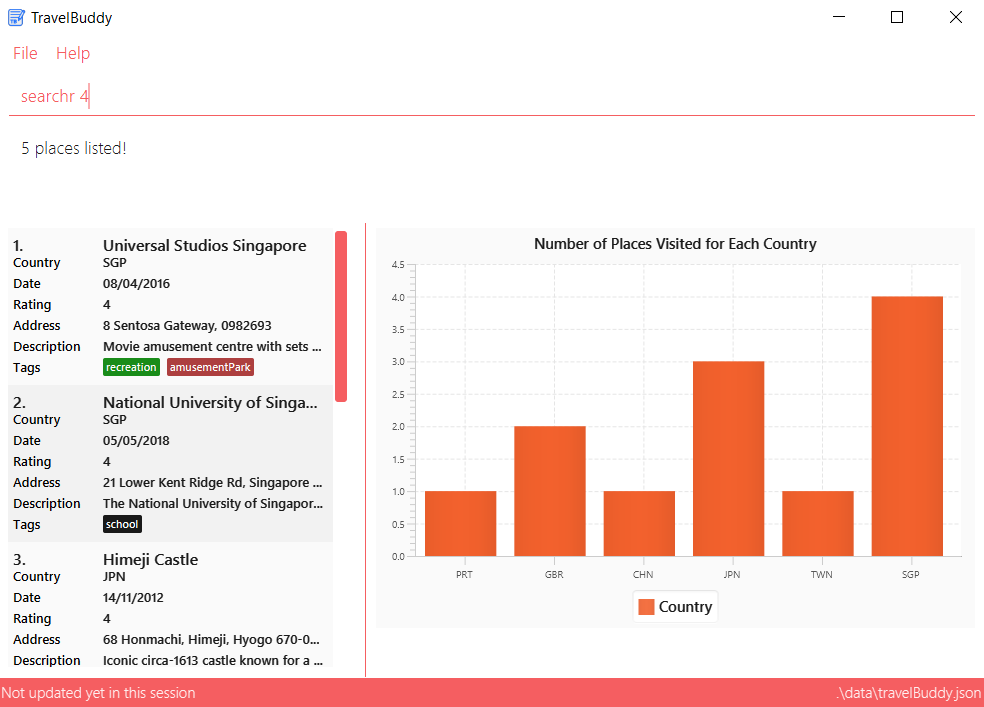 TravelBuddy
File Help
searchr 4
5 places listed!
1. Universal Studios Singapore
Country SGP
Date 08/04/2016
Rating 4
Address 8 Sentosa Gateway, 0982693
Description Movie amusement centre with sets ...
Tags recreation amusementPark
2. National University of Singa...
Country SGP
Date 05/05/2018
Rating 4
Address 21 Lower Kent Ridge Rd, Singapore ...
Description The National University of Singapor...
Tags school
3. Himeji Castle
Country JPN
Date 14/11/2012
Rating 4
Address 68 Honmachi, Himeji, Hyogo 670-0...
Description Iconic circa-1613 castle known for a ...
Number of Places Visited for Each Country
4.5
4.0
3.5
3.0
2.5
2.0
1.5
1.0
0.5
0.0
PRT GBR CHN JPN TWN SGP
Country
Not updated yet in this session .\data\travelBuddy.json